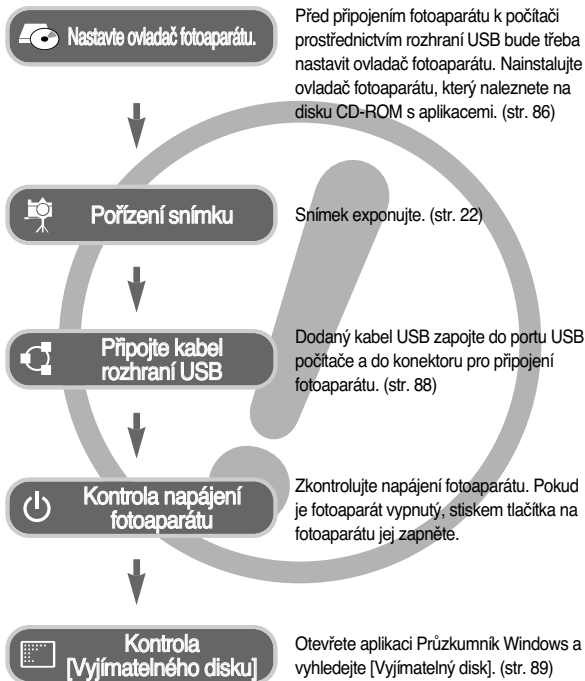 Nastavte ovladač fotoaparátu.
Před připojením fotoaparátu k počítači
prostřednictvím rozhraní USB bude třeba
nastavit ovladač fotoaparátu. Nainstalujte
ovladač fotoaparátu, který naleznete na
disku CD-ROM s aplikacemi. (str. 86)
Pořízení snímku
Snímek exponujte. (str. 22)
Připojte kabel
rozhraní USB
Dodaný kabel USB zapojte do portu USB
počítače a do konektoru pro připojení
fotoaparátu. (str. 88)
Kontrola napájení
fotoaparátu
Zkontrolujte napájení fotoaparátu. Pokud
je fotoaparát vypnutý, stiskem tlačítka na
fotoaparátu jej zapněte.
Kontrola
[Vyjímatelného disku]
Otevřete aplikaci Průzkumník Windows a
vyhledejte [Vyjímatelný disk]. (str. 89)